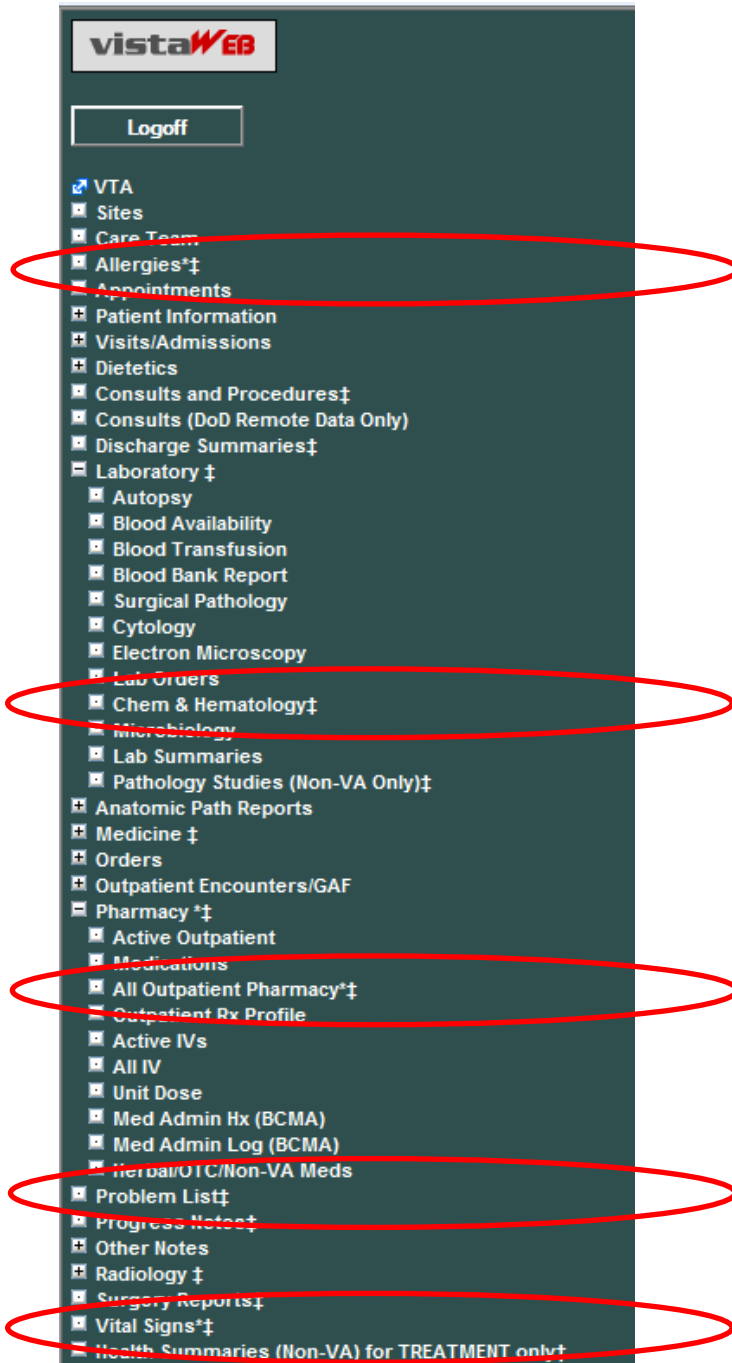 vistaWEB
Logoff
VTA
Sites
Care Team
Allergies*‡
Appointments
Patient Information
Visits/Admissions
Dietetics
Consults and Procedures‡
Consults (DoD Remote Data Only)
Discharge Summaries‡
Laboratory ‡
Autopsy
Blood Availability
Blood Transfusion
Blood Bank Report
Surgical Pathology
Cytology
Electron Microscopy
Lab Orders
Chem & Hematology‡
Microbiology
Lab Summaries
Pathology Studies (Non-VA Only)‡
Anatomic Path Reports
Medicine ‡
Orders
Outpatient Encounters/GAF
Pharmacy *‡
Active Outpatient
Medications
All Outpatient Pharmacy*‡
Outpatient Rx Profile
Active IVs
All IV
Unit Dose
Med Admin Hx (BCMA)
Med Admin Log (BCMA)
Herbal/OTC/Non-VA Meds
Problem List‡
Progress Notes‡
Other Notes
Radiology ‡
Surgery Reports‡
Vital Signs*‡
Health Summaries (Non-VA) for TREATMENT only‡